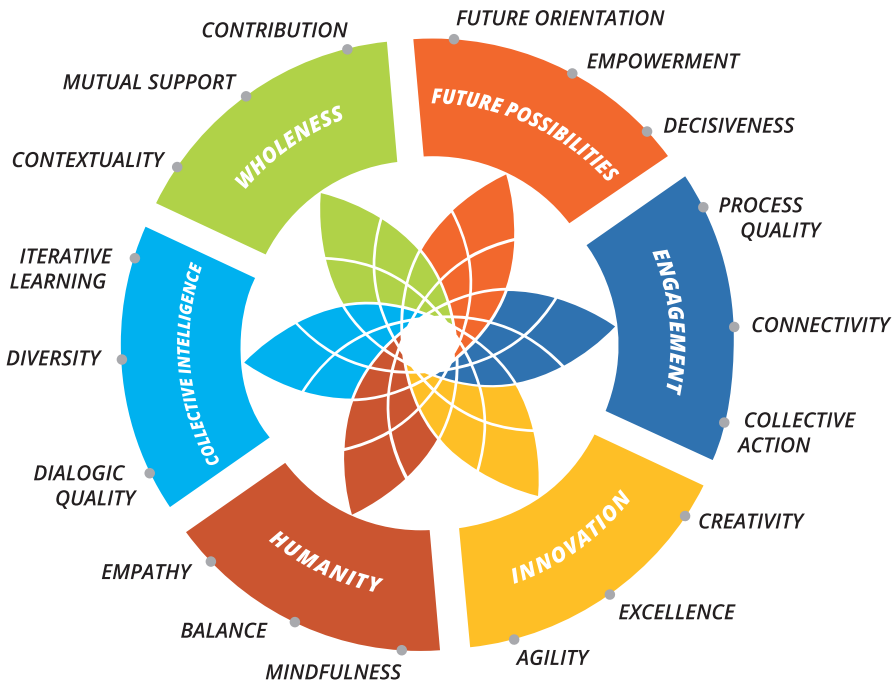 FUTURE ORIENTATION
EMPOWERMENT
DECISIVENESS
FUTURE POSSIBILITIES
PROCESS
QUALITY
CONNECTIVITY
COLLECTIVE
ACTION
ENGAGEMENT
CREATIVITY
EXCELLENCE
AGILITY
INNOVATION
MINDFULNESS
BALANCE
EMPATHY
HUMANITY
DIALOGIC
QUALITY
DIVERSITY
ITERATIVE
LEARNING
COLLECTIVE INTELLIGENCE
CONTEXTUALITY
MUTUAL SUPPORT
CONTRIBUTION
WHOLENESS